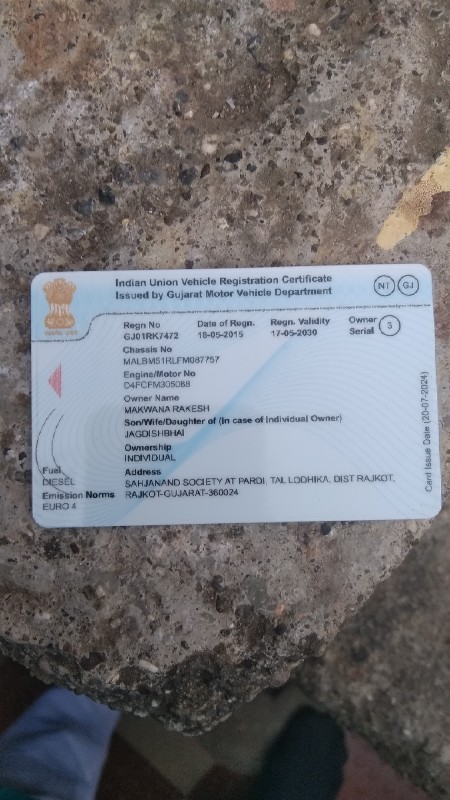 Indian Union Vehicle Registration Certificate
Issued by Gujarat Motor Vehicle Department
NT GJ
Regn No Date of Regn. Regn. Validity Owner Serial 3
GJ01RK7472 18-05-2015 17-05-2030
Chassis No
MALBM51RLFM087757
Engine/Motor No
D4FCFM305088
Owner Name
MAKWANA RAKESH
Son/Wife/Daughter of (In case of Individual Owner)
JAGDISHBHAI
Ownership
INDIVIDUAL
Fuel
DIESEL
Emission Norms
EURO 4
Address
SAHJANAND SOCIETY AT PARDI, TAL LODHIKA, DIST RAJKOT,
RAJKOT-GUJARAT-360024
Card Issue Date (20-07-2024)